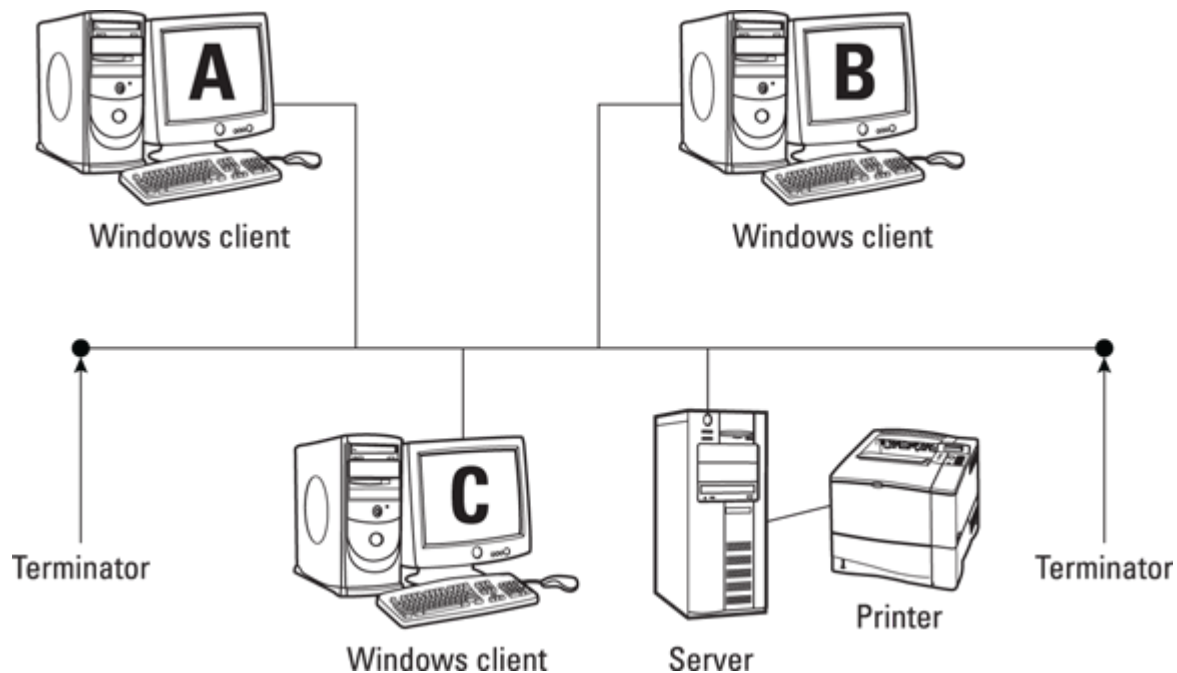 A
B
Windows client
Windows client
C
Terminator
Terminator
Printer
Windows client
Server